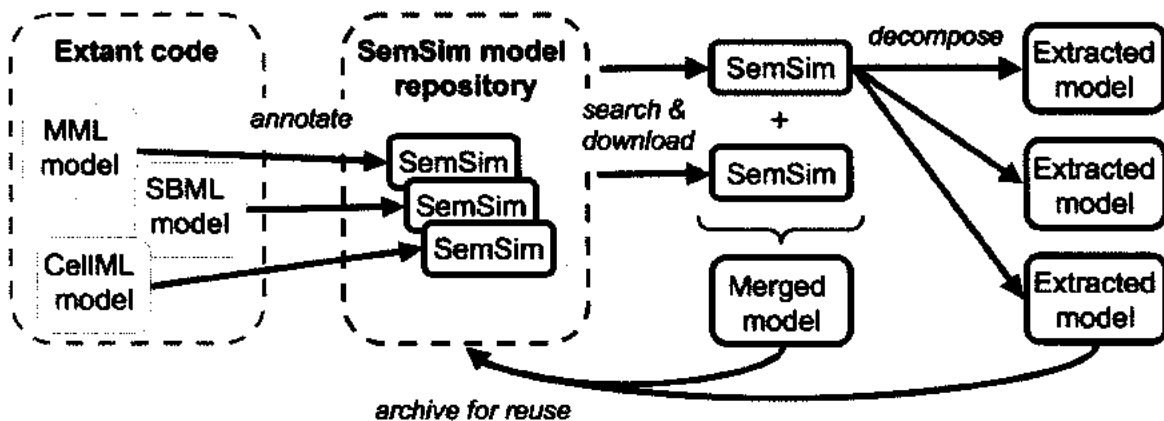 Extant code
MML
model
SBML
model
CellML
model
annotate
SemSim model
repository
SemSim
SemSim
SemSim
search &
download
SemSim
+
SemSim
Merged
model
decompose
Extracted
model
Extracted
model
Extracted
model
archive for reuse